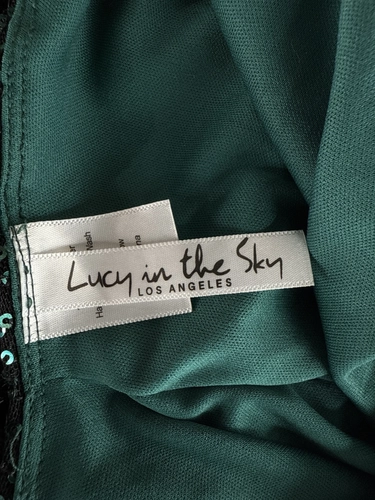 Lucy in the Sky
LOS ANGELES